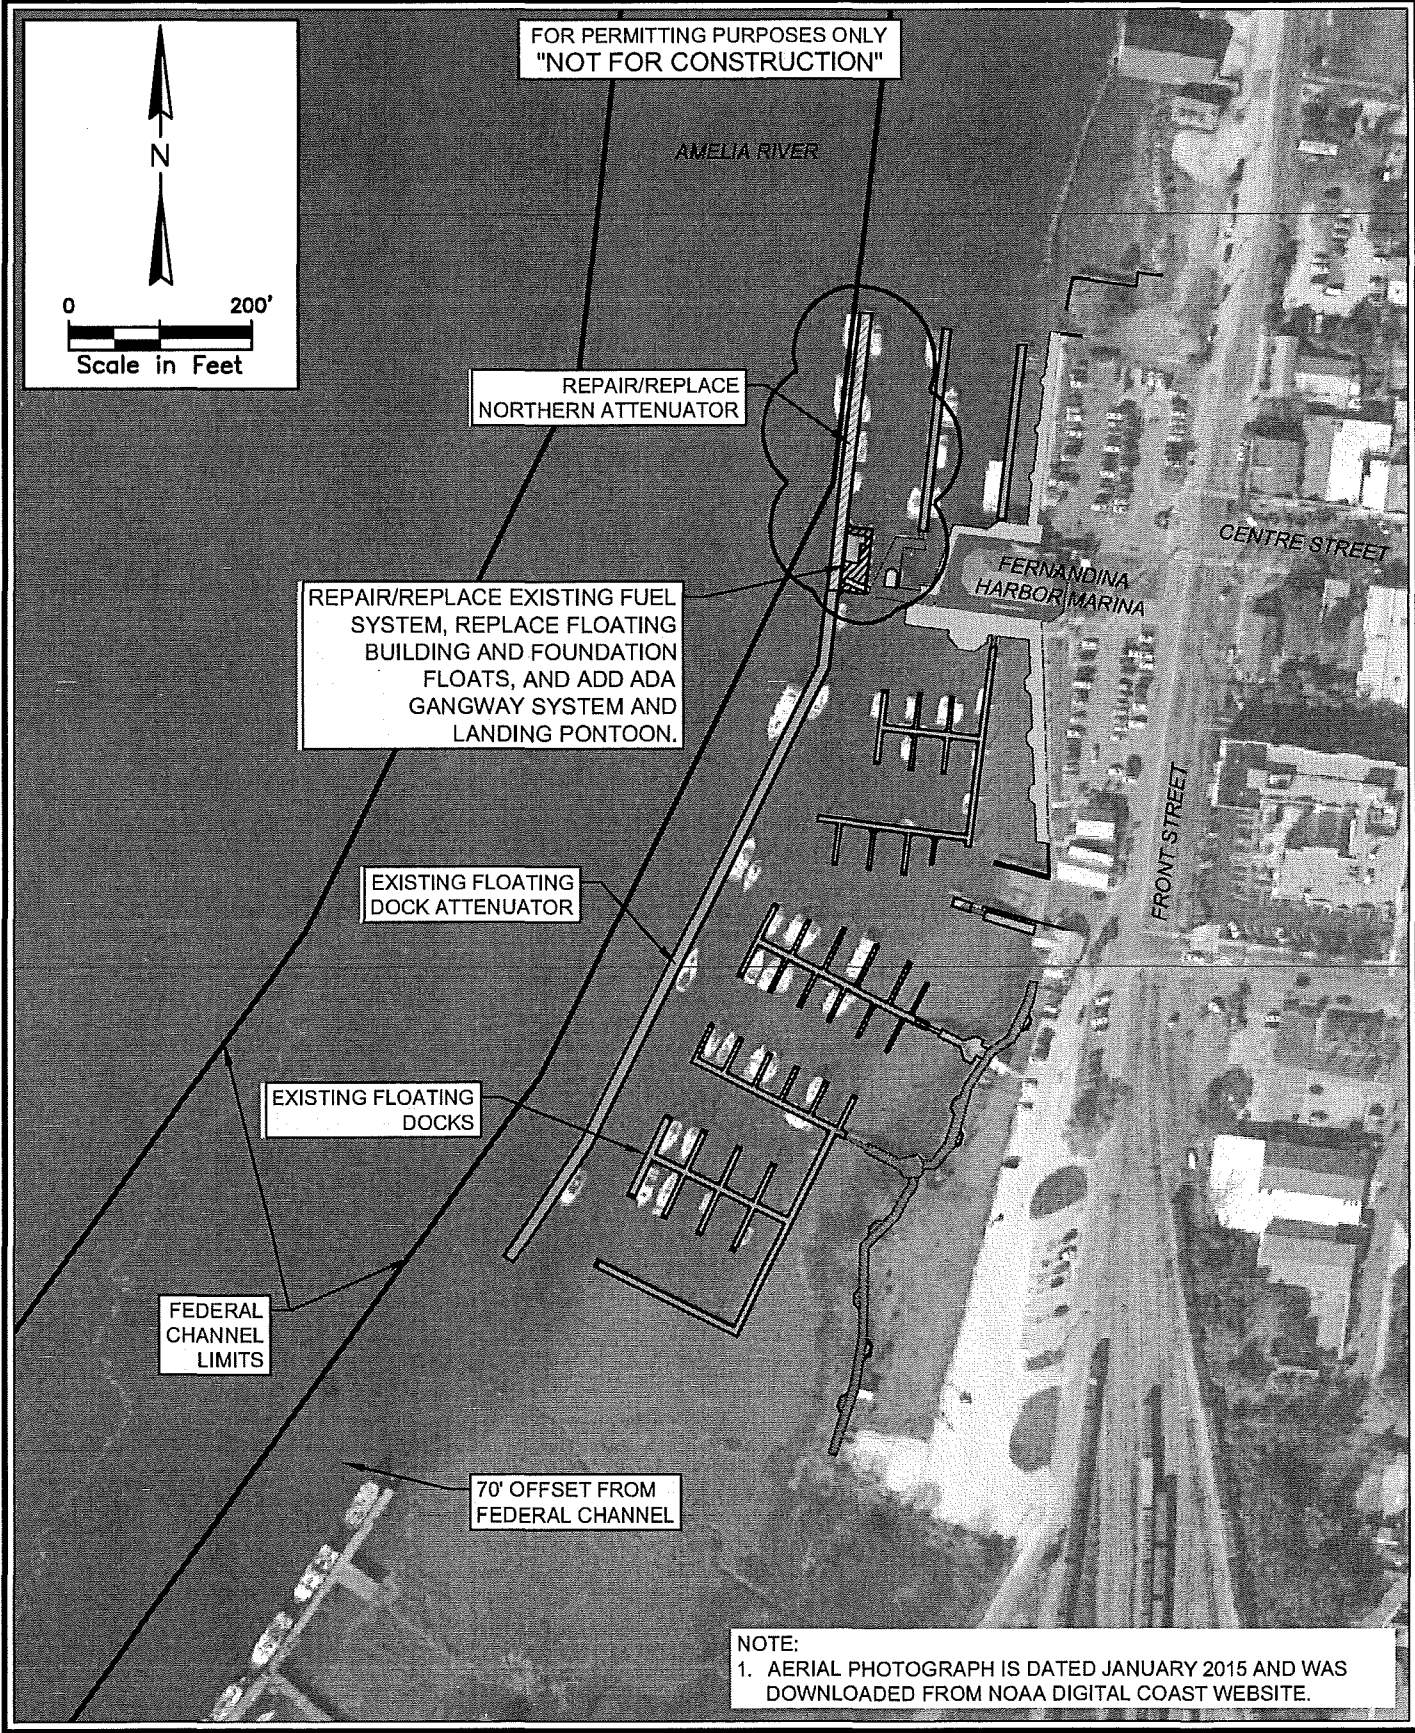 FOR PERMITTING PURPOSES ONLY
"NOT FOR CONSTRUCTION"
AMELIA RIVER
N
0 200'
Scale in Feet
REPAIR/REPLACE
NORTHERN ATTENUATOR
CENTRE STREET
FERNANDINA
HARBOR MARINA
REPAIR/REPLACE EXISTING FUEL
SYSTEM, REPLACE FLOATING
BUILDING AND FOUNDATION
FLOATS, AND ADD ADA
GANGWAY SYSTEM AND
LANDING PONTOON.
FRONT STREET
EXISTING FLOATING
DOCK ATTENUATOR
EXISTING FLOATING
DOCKS
FEDERAL
CHANNEL
LIMITS
70' OFFSET FROM
FEDERAL CHANNEL
NOTE:
1. AERIAL PHOTOGRAPH IS DATED JANUARY 2015 AND WAS
DOWNLOADED FROM NOAA DIGITAL COAST WEBSITE.